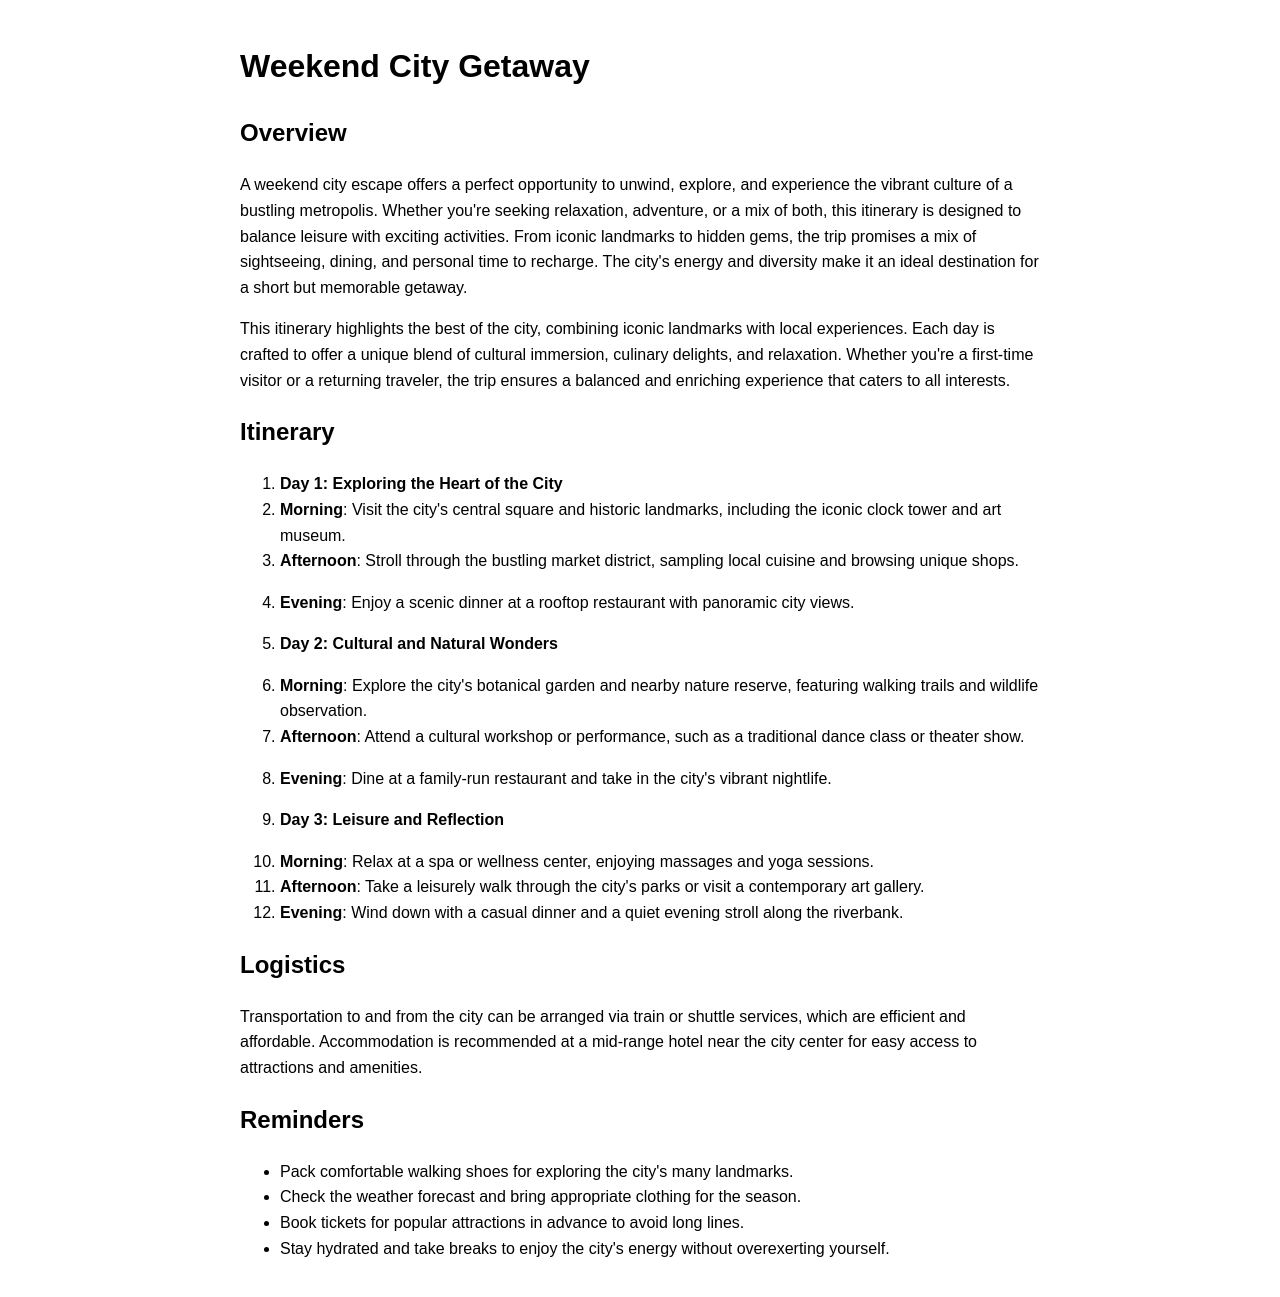 Weekend City Getaway
Overview
A weekend city escape offers a perfect opportunity to unwind, explore, and experience the vibrant culture of a
bustling metropolis. Whether you're seeking relaxation, adventure, or a mix of both, this itinerary is designed to
balance leisure with exciting activities. From iconic landmarks to hidden gems, the trip promises a mix of
sightseeing, dining, and personal time to recharge. The city's energy and diversity make it an ideal destination for
a short but memorable getaway.
This itinerary highlights the best of the city, combining iconic landmarks with local experiences. Each day is
crafted to offer a unique blend of cultural immersion, culinary delights, and relaxation. Whether you're a first-time
visitor or a returning traveler, the trip ensures a balanced and enriching experience that caters to all interests.
Itinerary
1. Day 1: Exploring the Heart of the City
2. Morning: Visit the city's central square and historic landmarks, including the iconic clock tower and art
museum.
3. Afternoon: Stroll through the bustling market district, sampling local cuisine and browsing unique shops.
4. Evening: Enjoy a scenic dinner at a rooftop restaurant with panoramic city views.
5. Day 2: Cultural and Natural Wonders
6. Morning: Explore the city's botanical garden and nearby nature reserve, featuring walking trails and wildlife
observation.
7. Afternoon: Attend a cultural workshop or performance, such as a traditional dance class or theater show.
8. Evening: Dine at a family-run restaurant and take in the city's vibrant nightlife.
9. Day 3: Leisure and Reflection
10. Morning: Relax at a spa or wellness center, enjoying massages and yoga sessions.
11. Afternoon: Take a leisurely walk through the city's parks or visit a contemporary art gallery.
12. Evening: Wind down with a casual dinner and a quiet evening stroll along the riverbank.
Logistics
Transportation to and from the city can be arranged via train or shuttle services, which are efficient and
affordable. Accommodation is recommended at a mid-range hotel near the city center for easy access to
attractions and amenities.
Reminders
• Pack comfortable walking shoes for exploring the city's many landmarks.
• Check the weather forecast and bring appropriate clothing for the season.
• Book tickets for popular attractions in advance to avoid long lines.
• Stay hydrated and take breaks to enjoy the city's energy without overexerting yourself.